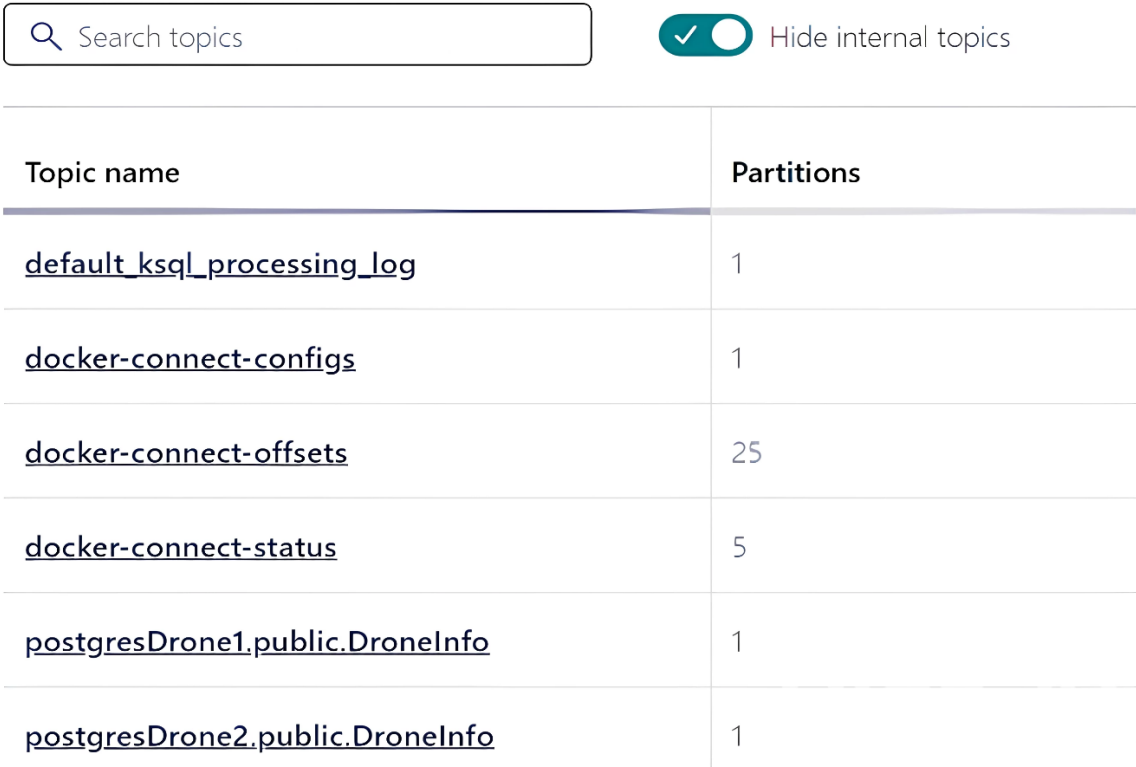 Search topics
Hide internal topics
Topic name
Partitions
default_ksql_processing_log
1
docker-connect-configs
1
docker-connect-offsets
25
docker-connect-status
5
postgresDrone1.public.DroneInfo
1
postgresDrone2.public.DroneInfo
1